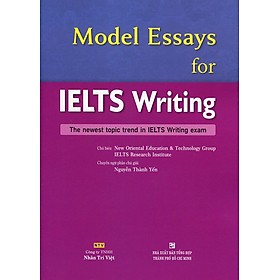 Model Essays
for
IELTS Writing
The newest topic trend in IELTS Writing exam
Chủ biên: New Oriental Education & Technology Group
IELTS Research Institute
Chuyển ngữ phần chú giải
Nguyễn Thành Yến
NTV
Công ty TNHH
Nhân Trí Việt
NHÀ XUẤT BẢN TỔNG HỢP
THÀNH PHỐ HỒ CHÍ MINH